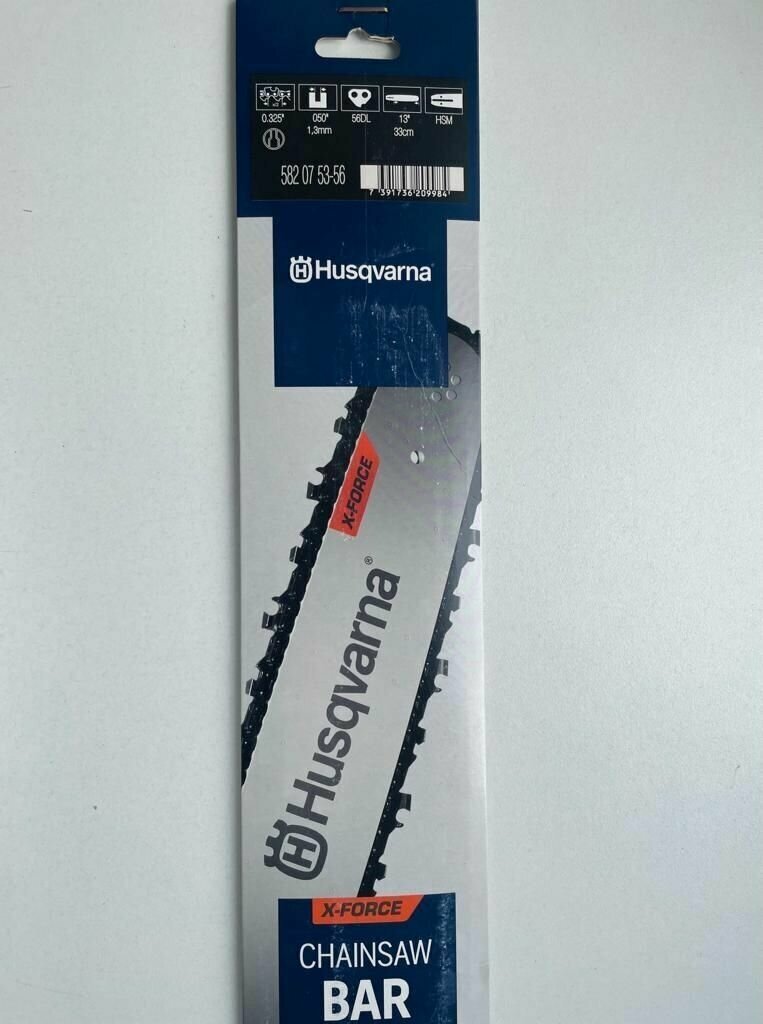 0.325" 050" 56DL 13" HSM
1,3mm 33cm
582 07 53-56
7 391736 209984
Husqvarna
X-FORCE
Husqvarna®
X-FORCE
CHAINSAW
BAR